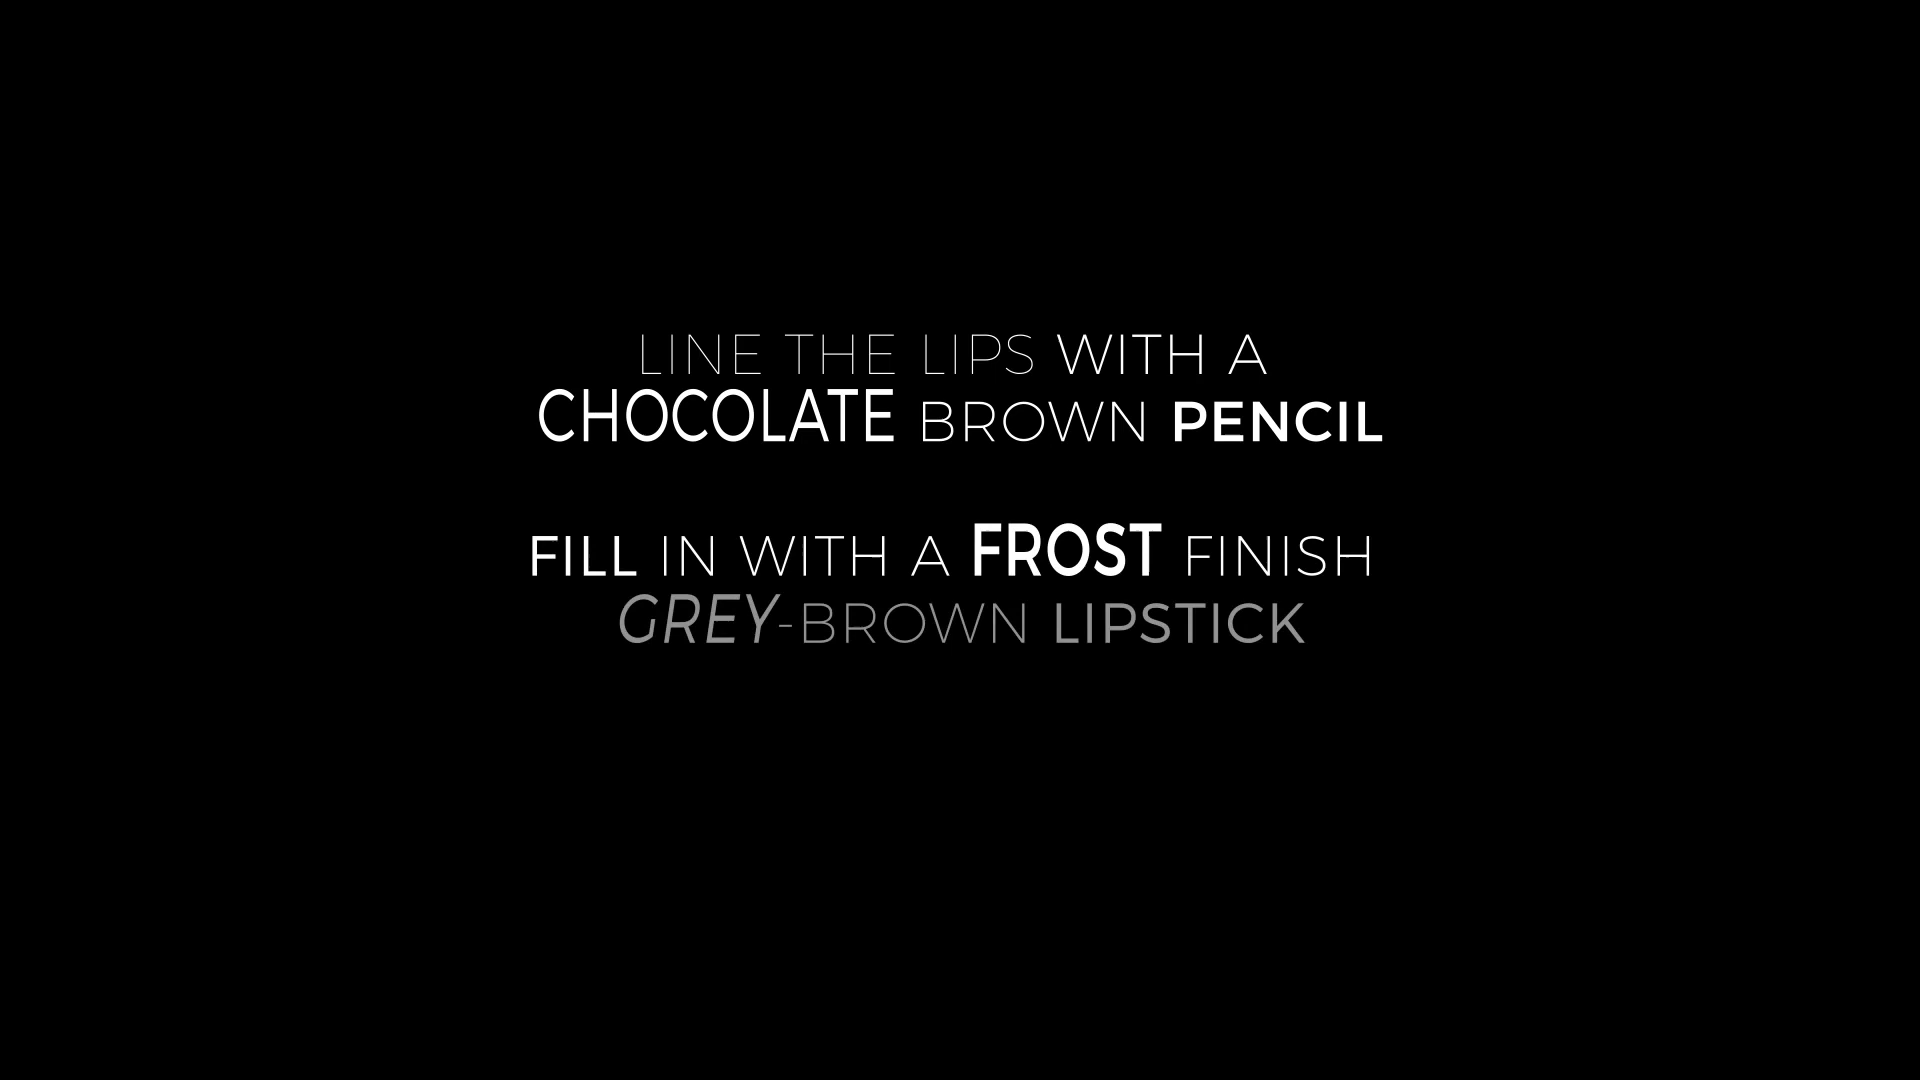 LINE THE LIPS WITH A
CHOCOLATE BROWN PENCIL
FILL IN WITH A FROST FINISH
GREY-BROWN LIPSTICK